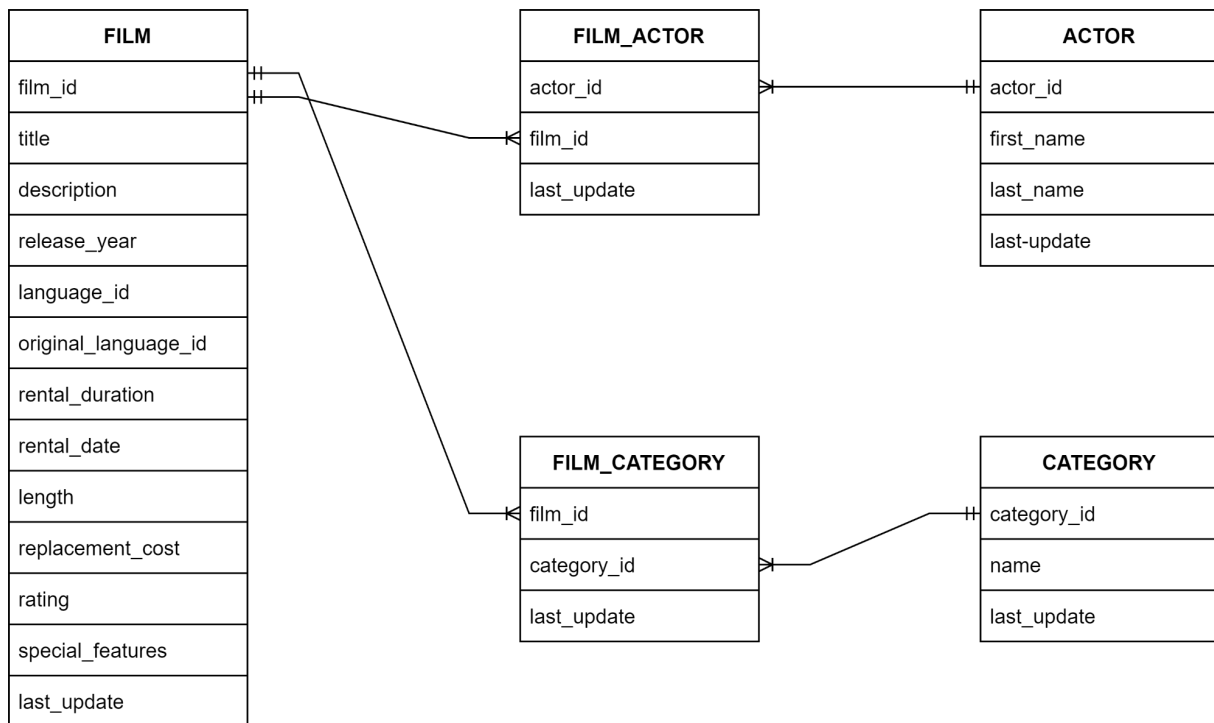 FILM
film_id
title
description
release_year
language_id
original_language_id
rental_duration
rental_date
length
replacement_cost
rating
special_features
last_update
FILM_ACTOR
actor_id
film_id
last_update
ACTOR
actor_id
first_name
last_name
last-update
FILM_CATEGORY
film_id
category_id
last_update
CATEGORY
category_id
name
last_update